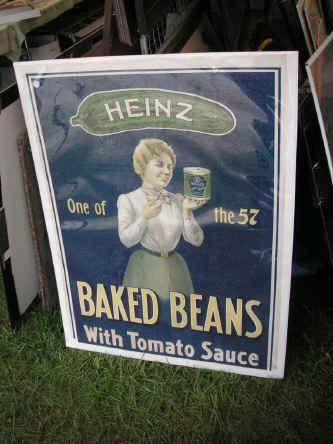 HEINZ
One of the 57
BAKED BEANS
With Tomato Sauce